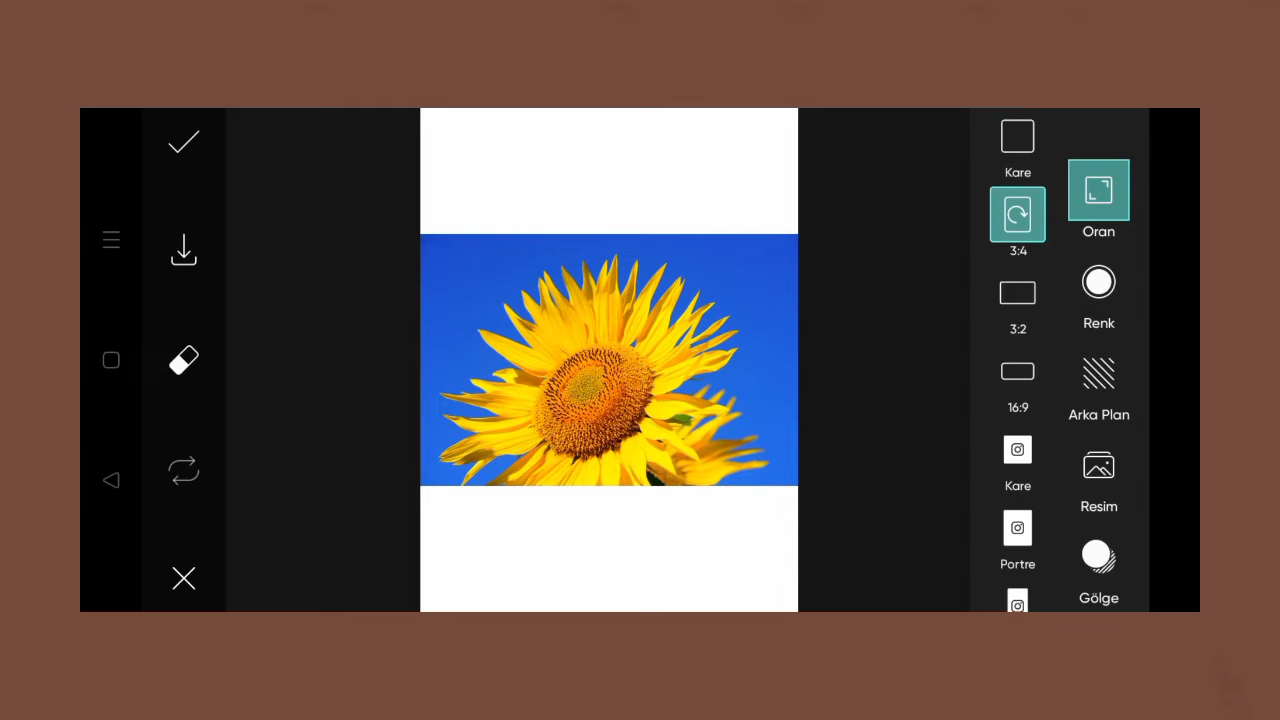 Kare
3:4
3:2
16:9
Kare
Portre
Oran
Renk
Arka Plan
Resim
Gölge